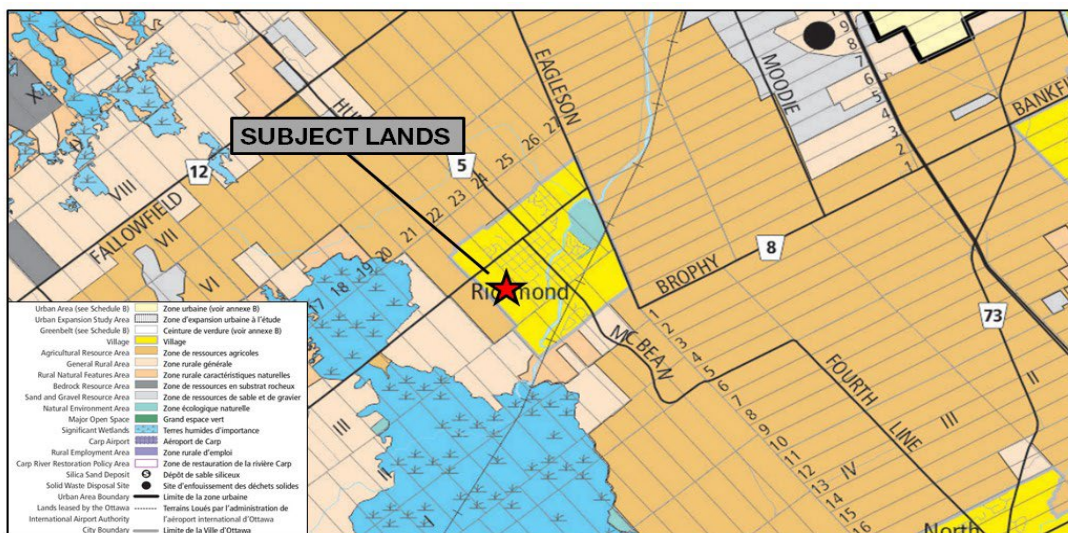 XI
HU
EAGLESON
MOODIE
BANKFI
9
8
7
6
5
4
3
2
1
SUBJECT LANDS
5
27
26
25
24
23
22
21
20
19
18
17
12
VIII
FALLOWFIELD
VII
VI
8
BROPHY
Richmond
MC BEAN
73
FOURTH
LINE
1
2
3
4
5
6
7
8
9
10
11
12
13
14
15
16
IV
III
II
III
II
I
North
Urban Area (see Schedule B) Zone urbaine (voir annexe B)
Urban Expansion Study Area Zone d'expansion urbaine à l'étude
Greenbelt (see Schedule B) Ceinture de verdure (voir annexe B)
Village Village
Agricultural Resource Area Zone de ressources agricoles
General Rural Area Zone rurale générale
Rural Natural Features Area Zone rurale caractéristiques naturelles
Bedrock Resource Area Zone de ressources en substrat rocheux
Sand and Gravel Resource Area Zone de ressources de sable et de gravier
Natural Environment Area Zone écologique naturelle
Major Open Space Grand espace vert
Significant Wetlands Terres humides d'importance
Carp Airport Aéroport de Carp
Rural Employment Area Zone rurale d'emploi
Carp River Restoration Policy Area Zone de restauration de la rivière Carp
Silica Sand Deposit S Dépôt de sable siliceux
Solid Waste Disposal Site Site d'enfouissement des déchets solides
Urban Area Boundary Limite de la zone urbaine
Lands leased by the Ottawa Terrains Loués par l'administration de
International Airport Authority l'aéroport international d'Ottawa
City Boundary Limite de la Ville d'Ottawa